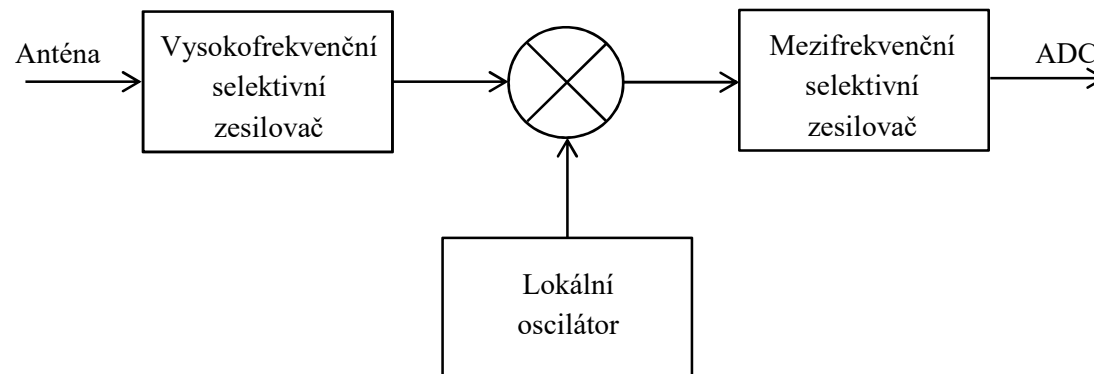 Anténa
Vysokofrekvenční
selektivní
zesilovač
Mezifrekvenční
selektivní
zesilovač
ADC
Lokální
oscilátor